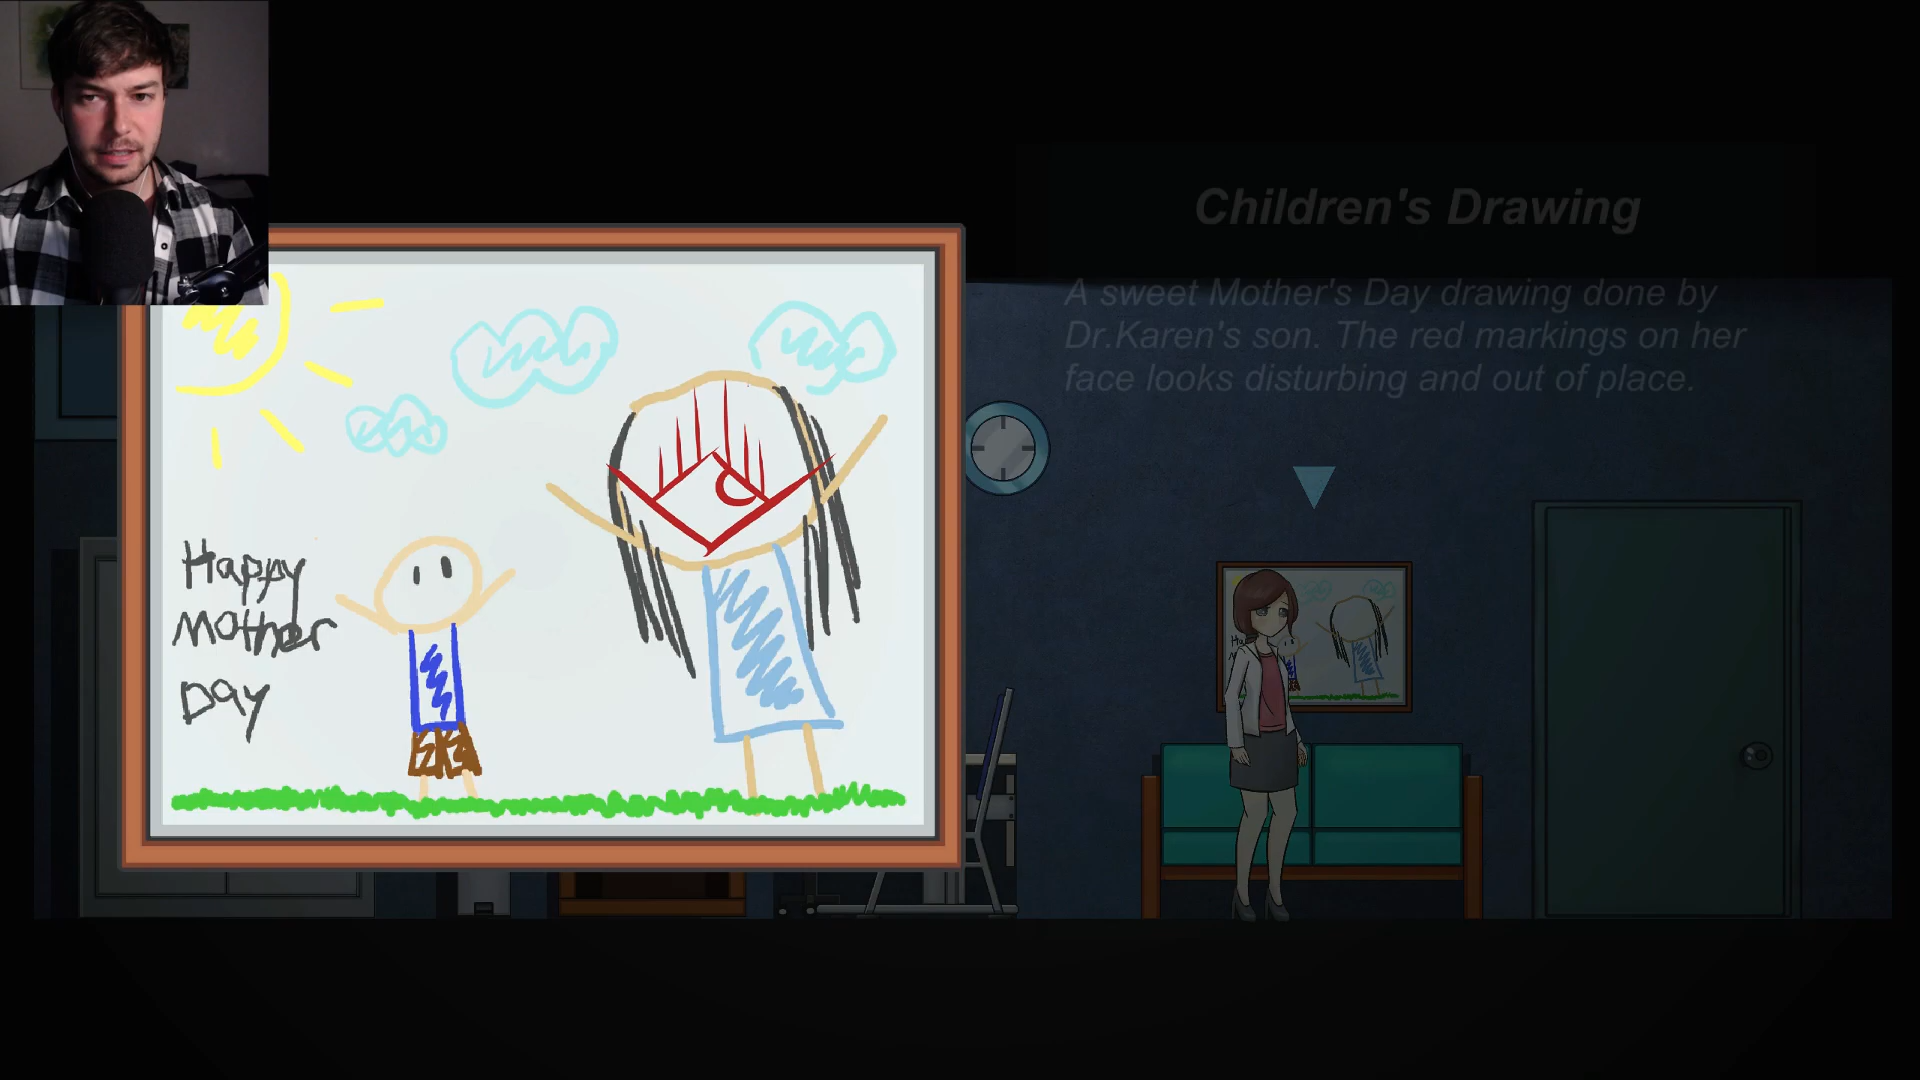 Children's Drawing
A sweet Mother's Day drawing done by
Dr.Karen's son. The red markings on her
face looks disturbing and out of place.
Happy
Mother
Day